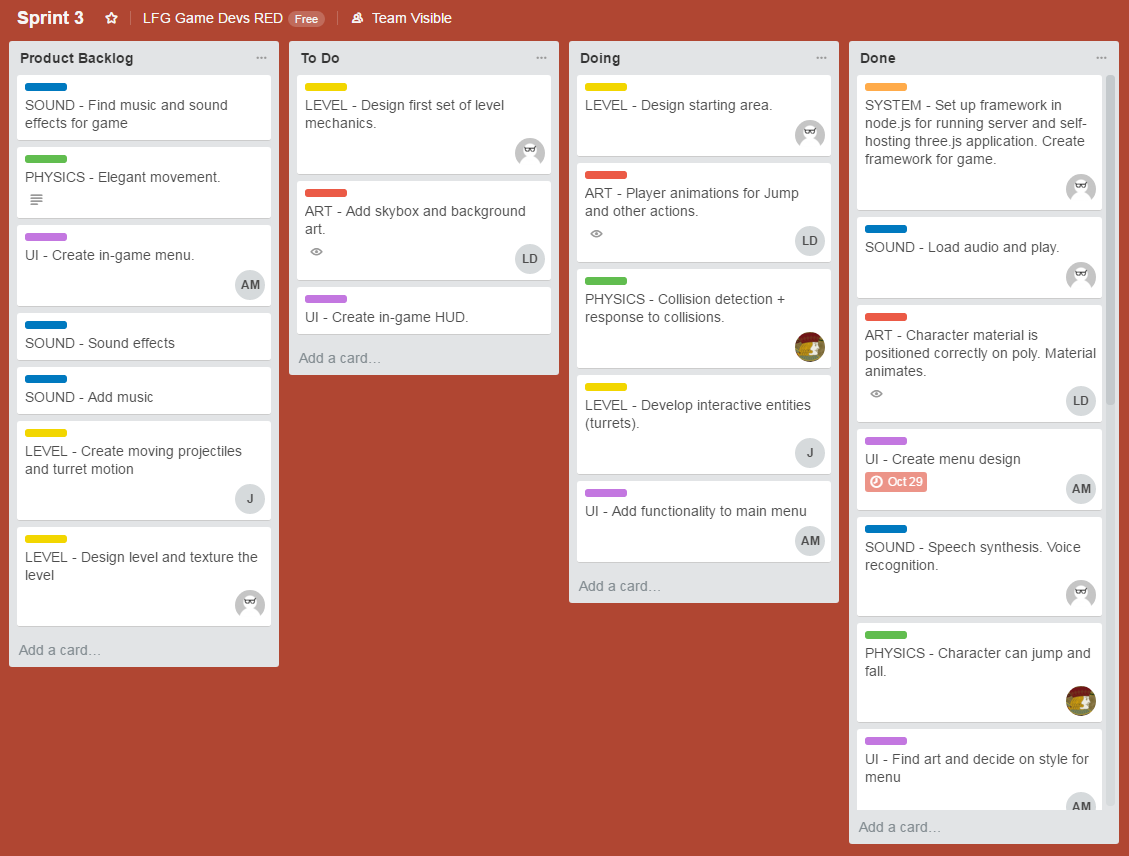 Sprint 3
LFG Game Devs RED Free
Team Visible
Product Backlog
SOUND - Find music and sound
effects for game
PHYSICS - Elegant movement.
UI - Create in-game menu.
AM
SOUND - Sound effects
SOUND - Add music
LEVEL - Create moving projectiles
and turret motion
J
LEVEL - Design level and texture the
level
Add a card...
To Do
LEVEL - Design first set of level
mechanics.
ART - Add skybox and background
art.
LD
UI - Create in-game HUD.
Add a card...
Doing
LEVEL - Design starting area.
ART - Player animations for Jump
and other actions.
LD
PHYSICS - Collision detection +
response to collisions.
LEVEL - Develop interactive entities
(turrets).
J
UI - Add functionality to main menu
AM
Add a card...
Done
SYSTEM - Set up framework in
node.js for running server and self-
hosting three.js application. Create
framework for game.
SOUND - Load audio and play.
ART - Character material is
positioned correctly on poly. Material
animates.
LD
UI - Create menu design
Oct 29
AM
SOUND - Speech synthesis. Voice
recognition.
PHYSICS - Character can jump and
fall.
UI - Find art and decide on style for
menu
AM
Add a card...